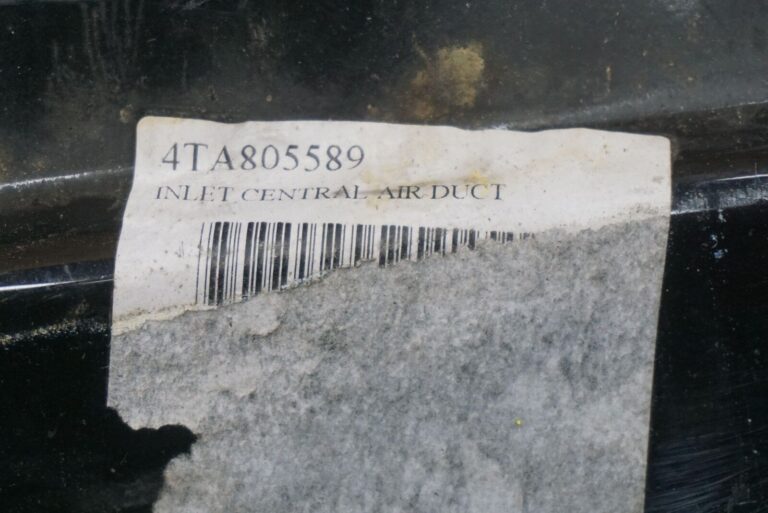 4TA805589
INLET CENTRAL AIR DUCT